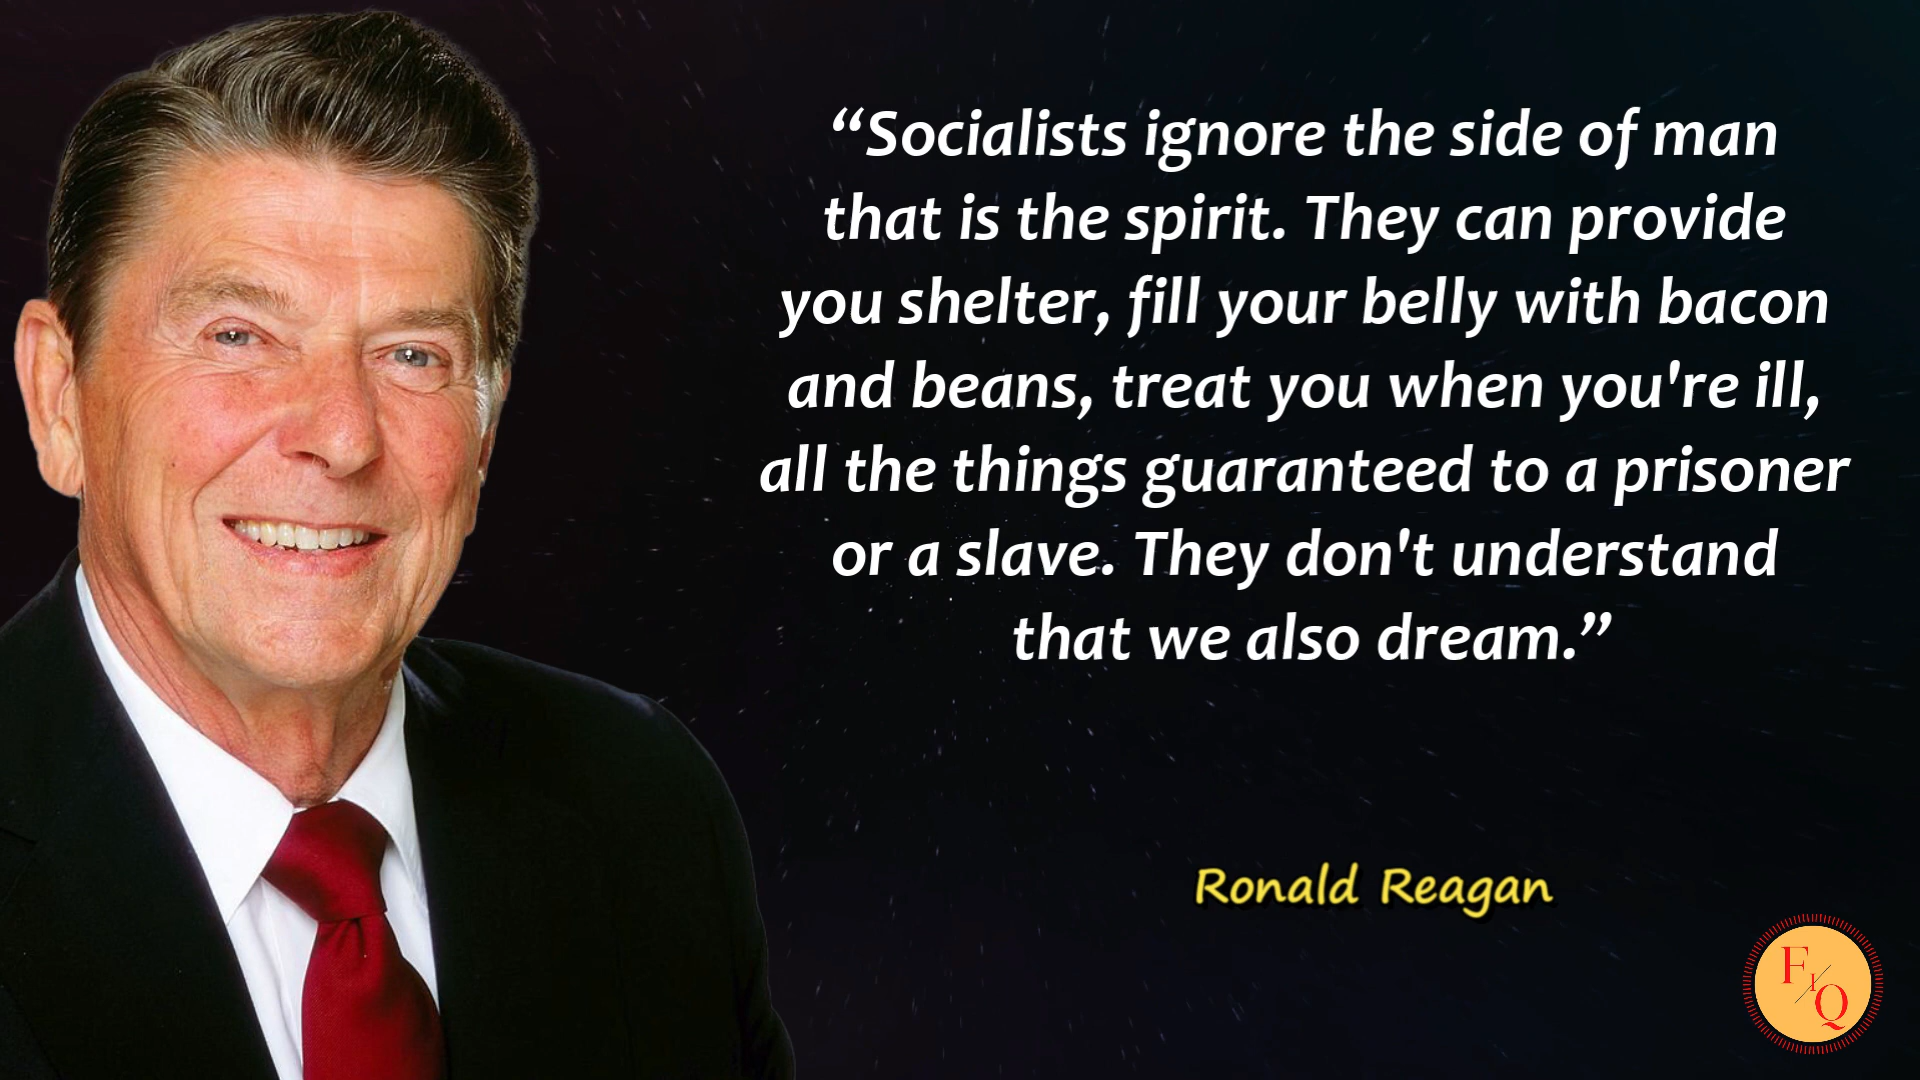 “Socialists ignore the side of man
that is the spirit. They can provide
you shelter, fill your belly with bacon
and beans, treat you when you're ill,
all the things guaranteed to a prisoner
or a slave. They don't understand
that we also dream.”
Ronald Reagan
F/I/Q